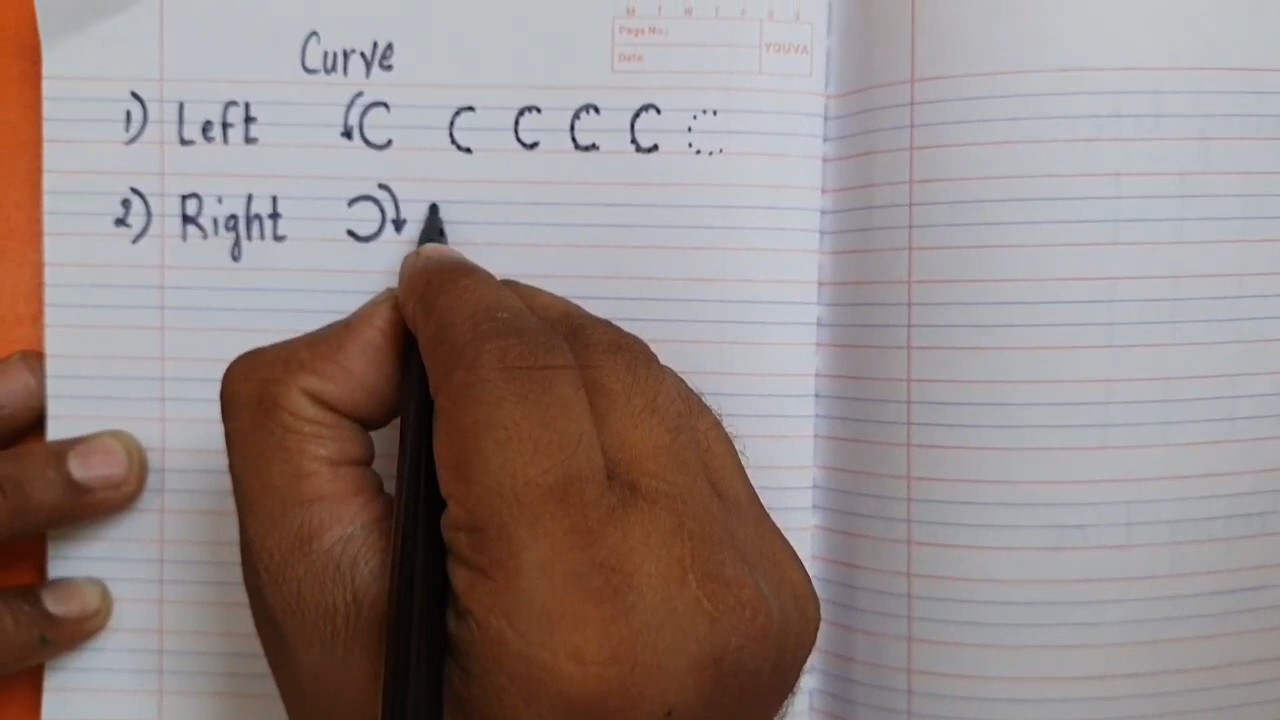 M T W T F S S
Page No.:
YOUVA
Date:
Curve
1) Left C C C C C C
2) Right Ɔ